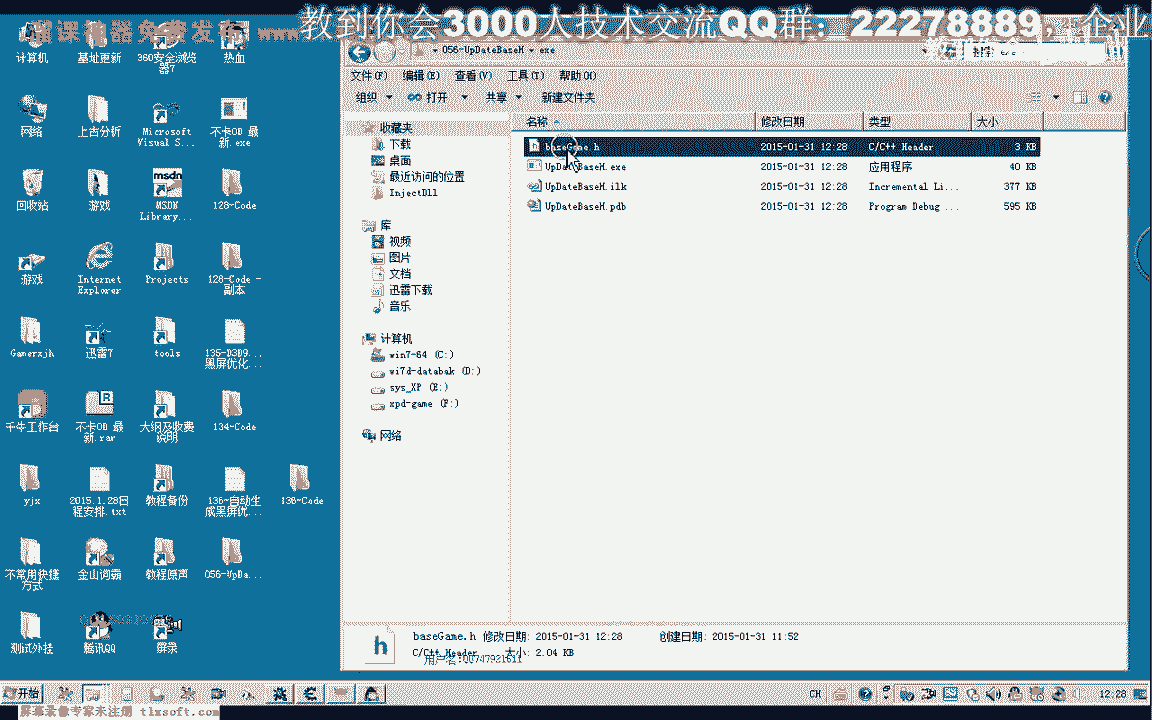 教到你会3000人技术交流QQ群：22278889，企业
课神器免费发布 www
056-UpDateBaseH exe
文件(F) 编辑(E) 查看(V) 工具(T) 帮助(H)
组织 打开 共享 新建文件夹
计算机
基址更新
360安全浏览器7
热血
网络
上古分析
Microsoft Visual S...
不卡OD 最新.exe
回收站
游戏
MSDN Library...
128-Code
游戏
Internet Explorer
Projects
128-Code - 副本
Gamerxjh
迅雷7
tools
135-D3D9... 黑屏优化...
千牛工作台
不卡OD 最新.rar
大纲及收费说明
134-Code
yjx
2015.1.28日程安排.txt
教程备份
136-自动生成黑屏优...
136-Code
不常用快捷方式
金山词霸
教程原声
056-UpDa...
测试外挂
腾讯QQ
屏录
收藏夹
下载
桌面
最近访问的位置
InjectDll
库
视频
图片
文档
迅雷下载
音乐
计算机
win7-64 (C:)
wi7d-databak (D:)
sys_XP (E:)
xpd-game (F:)
网络
名称 修改日期 类型 大小
baseGame.h 2015-01-31 12:28 C/C++ Header 3 KB
UpDateBaseH.exe 2015-01-31 12:28 应用程序 40 KB
UpDateBaseH.ilk 2015-01-31 12:28 Incremental Li... 377 KB
UpDateBaseH.pdb 2015-01-31 12:28 Program Debug ... 595 KB
baseGame.h 修改日期: 2015-01-31 12:28 创建日期: 2015-01-31 11:52
C/C++ Header 大小: 2.04 KB
开始
CH
12:28
屏幕录像专家未注册 tlxsoft.com